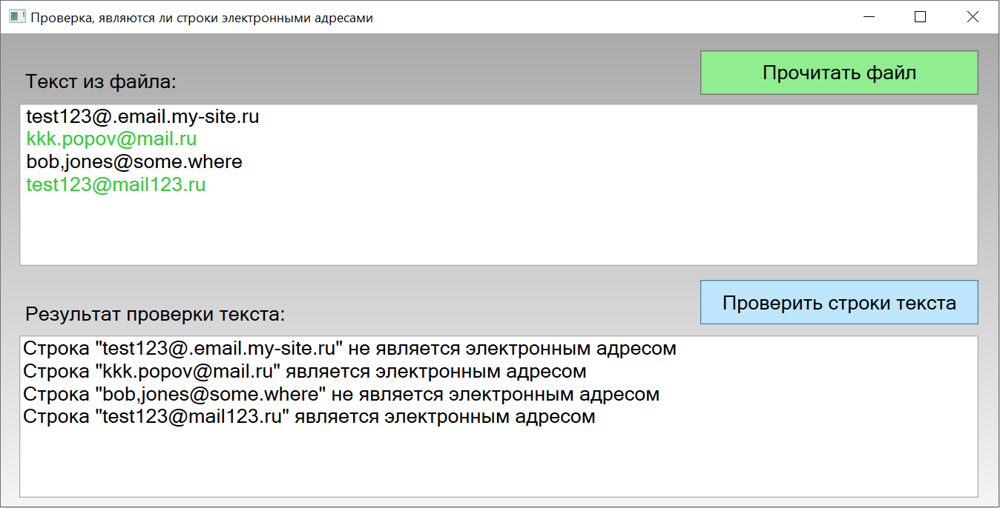 Проверка, являются ли строки электронными адресами
Прочитать файл
Текст из файла:
test123@.email.my-site.ru
kkk.popov@mail.ru
bob,jones@some.where
test123@mail123.ru
Проверить строки текста
Результат проверки текста:
Строка "test123@.email.my-site.ru" не является электронным адресом
Строка "kkk.popov@mail.ru" является электронным адресом
Строка "bob,jones@some.where" не является электронным адресом
Строка "test123@mail123.ru" является электронным адресом